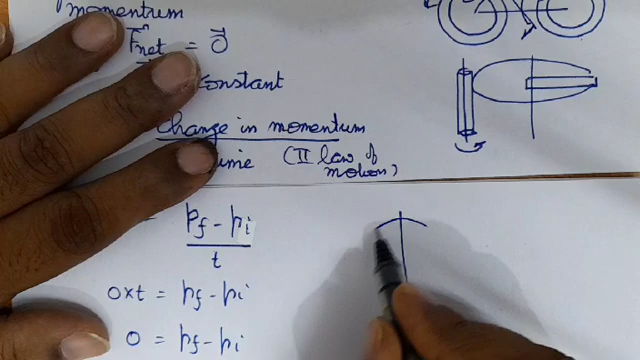 momentum
Fnet = 0
constant
Change in momentum
time (II law of motion)
= pf - pi
t
0xt = pf - pi
0 = pf - pi